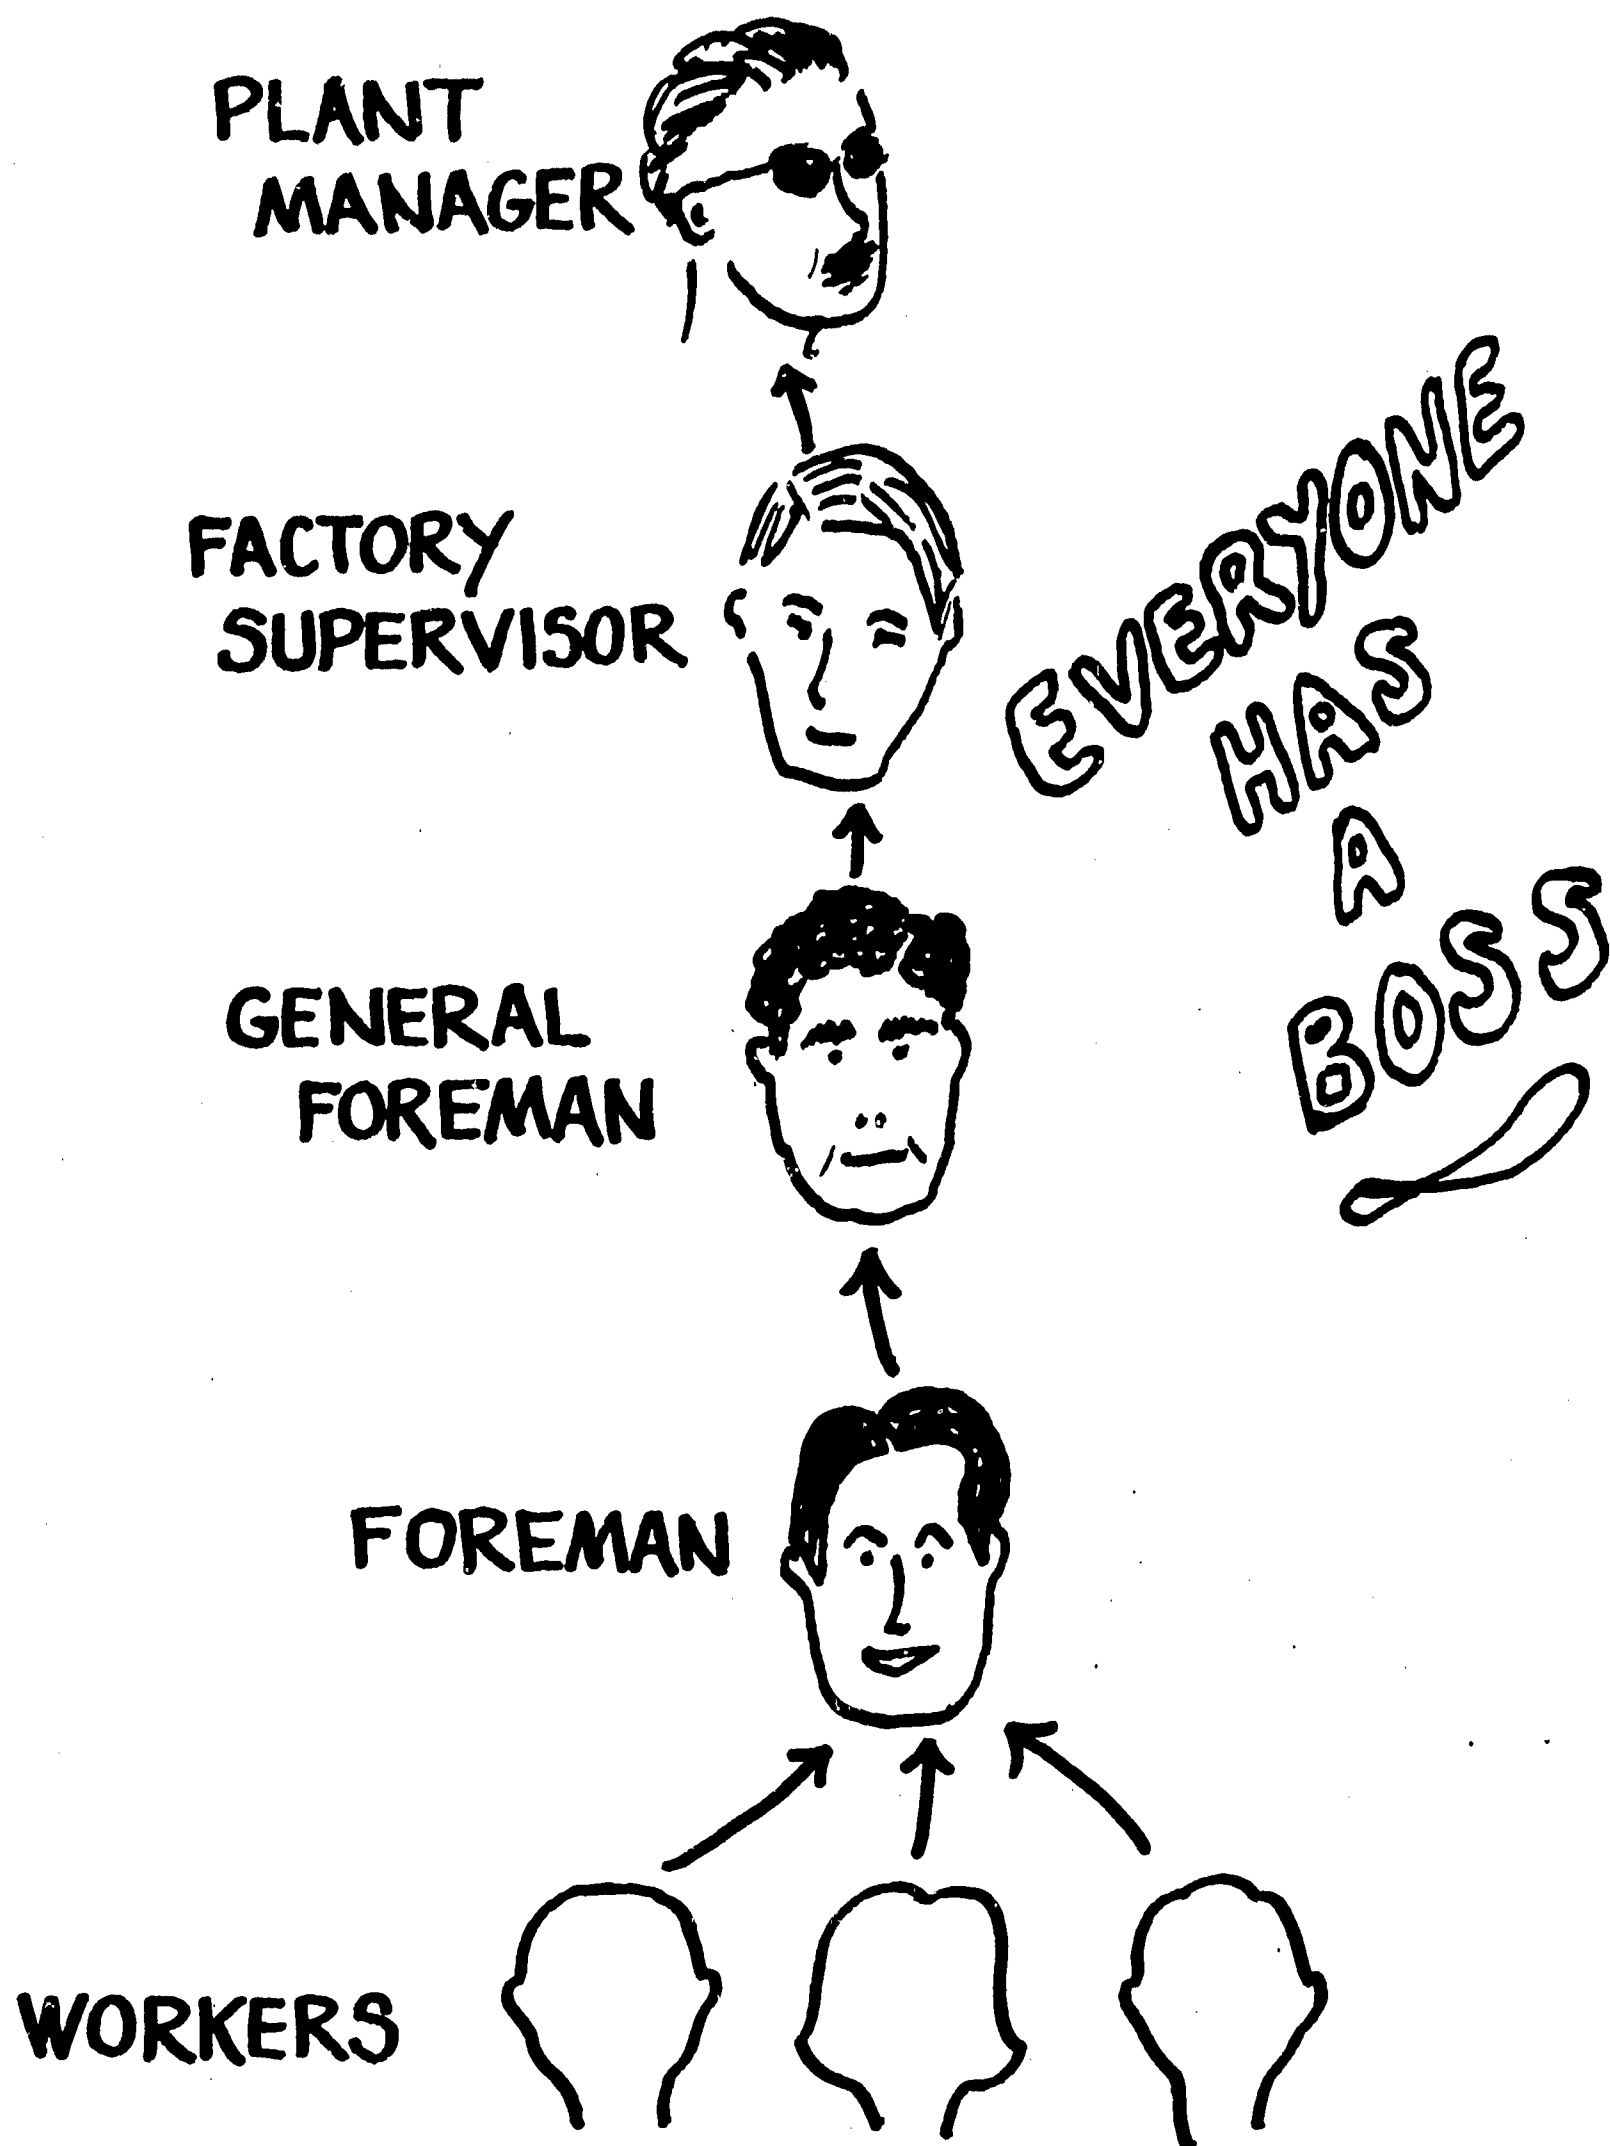 PLANT
MANAGER
FACTORY
SUPERVISOR
EVERYONE
HAS
A
BOSS
GENERAL
FOREMAN
FOREMAN
WORKERS